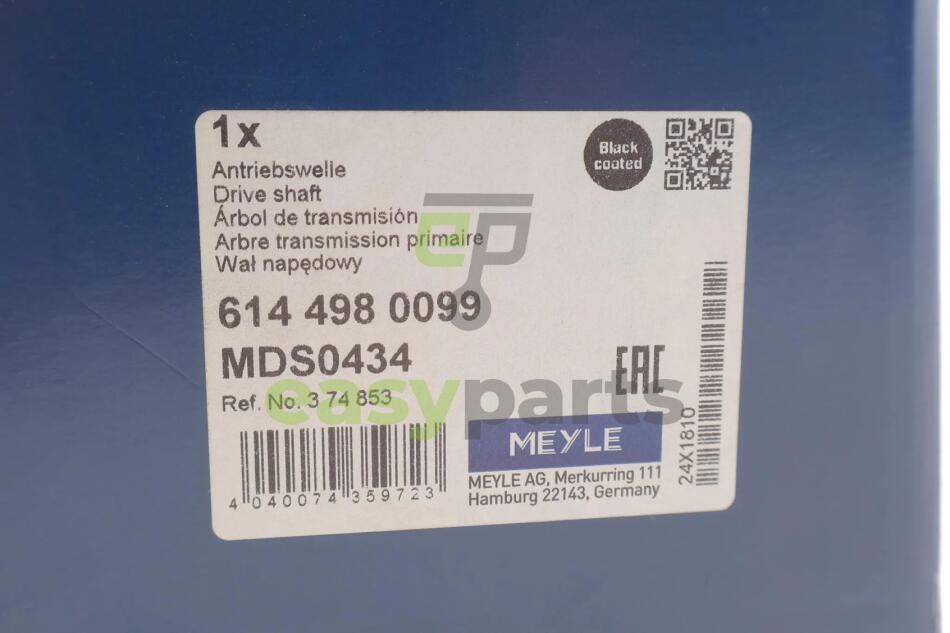 1x
Antriebswelle
Drive shaft
Árbol de transmisión
Arbre transmission primaire
Wał napędowy
614 498 0099
MDS0434
Ref. No. 3 74 853
4 040074 359723
Black
coated
EAC
MEYLE
MEYLE AG, Merkurring 111
Hamburg 22143, Germany
24X1810
ep
easyparts